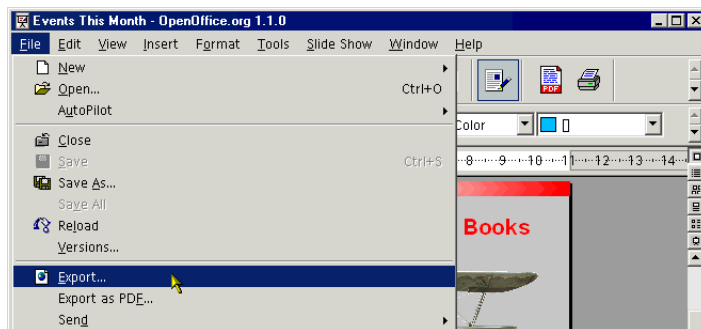 Events This Month - OpenOffice.org 1.1.0
File Edit View Insert Format Tools Slide Show Window Help
New
Open... Ctrl+O
AutoPilot
PDF
Color
Close
Save Ctrl+S
8 9 10 11 12 13 14
Save As...
Save All
Reload
Books
Versions...
Export...
Export as PDF...
Send